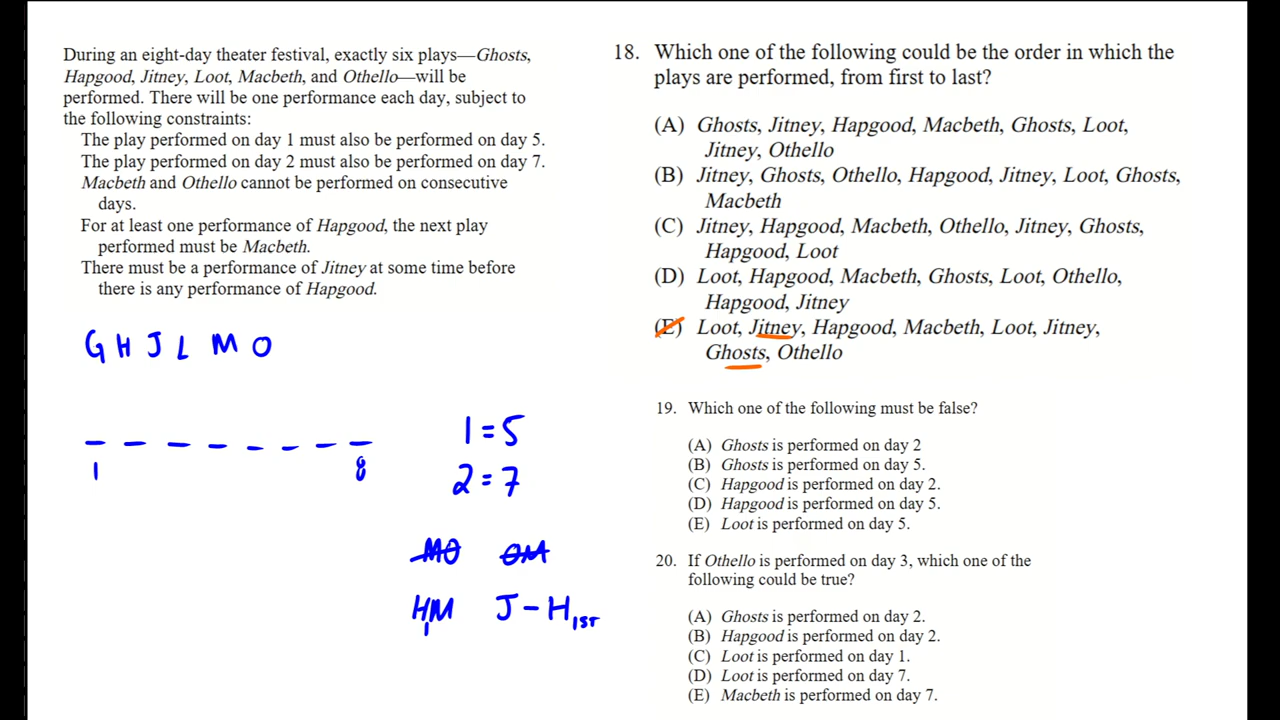 During an eight-day theater festival, exactly six plays—Ghosts,
Hapgood, Jitney, Loot, Macbeth, and Othello—will be
performed. There will be one performance each day, subject to
the following constraints:
The play performed on day 1 must also be performed on day 5.
The play performed on day 2 must also be performed on day 7.
Macbeth and Othello cannot be performed on consecutive
days.
For at least one performance of Hapgood, the next play
performed must be Macbeth.
There must be a performance of Jitney at some time before
there is any performance of Hapgood.
G H J L M O
1 8
1 = 5
2 = 7
MO OM
HM J - H 1ST
1
18. Which one of the following could be the order in which the
plays are performed, from first to last?
(A) Ghosts, Jitney, Hapgood, Macbeth, Ghosts, Loot,
Jitney, Othello
(B) Jitney, Ghosts, Othello, Hapgood, Jitney, Loot, Ghosts,
Macbeth
(C) Jitney, Hapgood, Macbeth, Othello, Jitney, Ghosts,
Hapgood, Loot
(D) Loot, Hapgood, Macbeth, Ghosts, Loot, Othello,
Hapgood, Jitney
(E) Loot, Jitney, Hapgood, Macbeth, Loot, Jitney,
Ghosts, Othello
19. Which one of the following must be false?
(A) Ghosts is performed on day 2
(B) Ghosts is performed on day 5.
(C) Hapgood is performed on day 2.
(D) Hapgood is performed on day 5.
(E) Loot is performed on day 5.
20. If Othello is performed on day 3, which one of the
following could be true?
(A) Ghosts is performed on day 2.
(B) Hapgood is performed on day 2.
(C) Loot is performed on day 1.
(D) Loot is performed on day 7.
(E) Macbeth is performed on day 7.